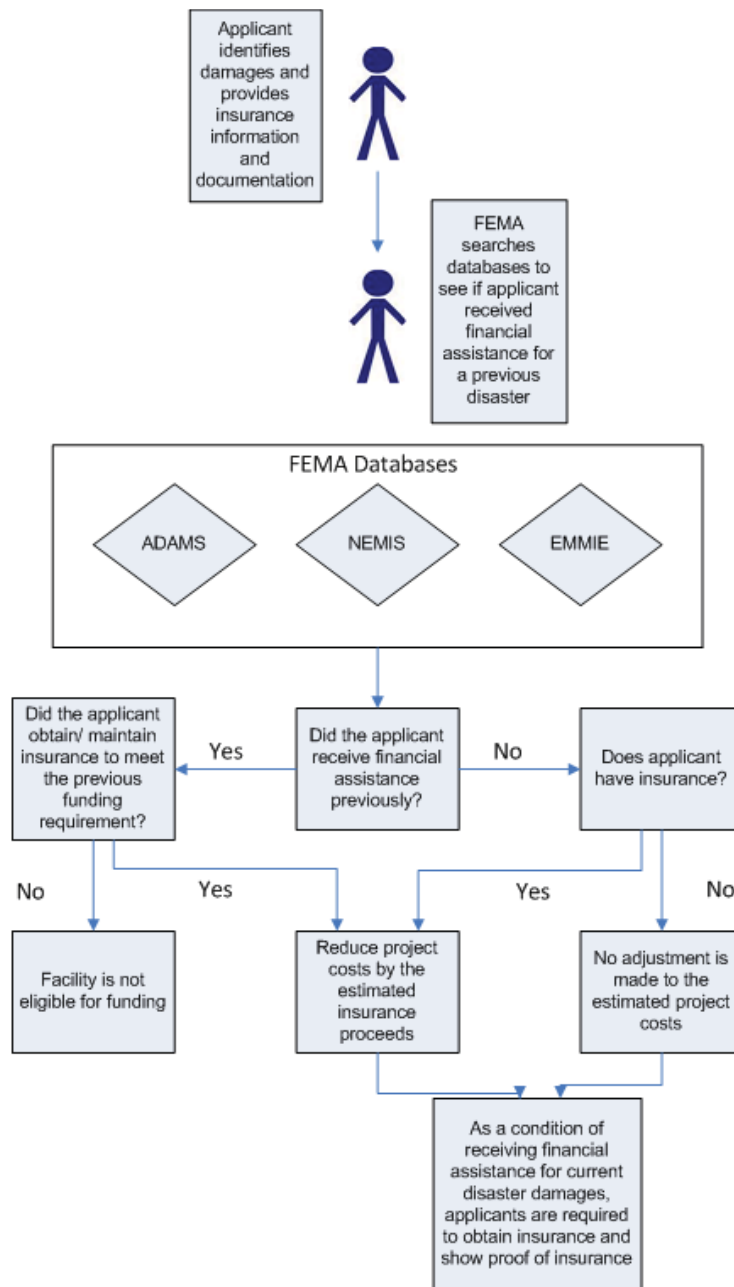 Applicant
identifies
damages and
provides
insurance
information
and
documentation
FEMA
searches
databases to
see if applicant
received
financial
assistance for
a previous
disaster
FEMA Databases
ADAMS
NEMIS
EMMIE
Did the applicant
obtain/ maintain
insurance to meet
the previous
funding
requirement?
Yes
Did the applicant
receive financial
assistance
previously?
No
Does applicant
have insurance?
No
Yes
Yes
No
Facility is not
eligible for funding
Reduce project
costs by the
estimated
insurance
proceeds
No adjustment is
made to the
estimated project
costs
As a condition of
receiving financial
assistance for current
disaster damages,
applicants are required
to obtain insurance and
show proof of insurance